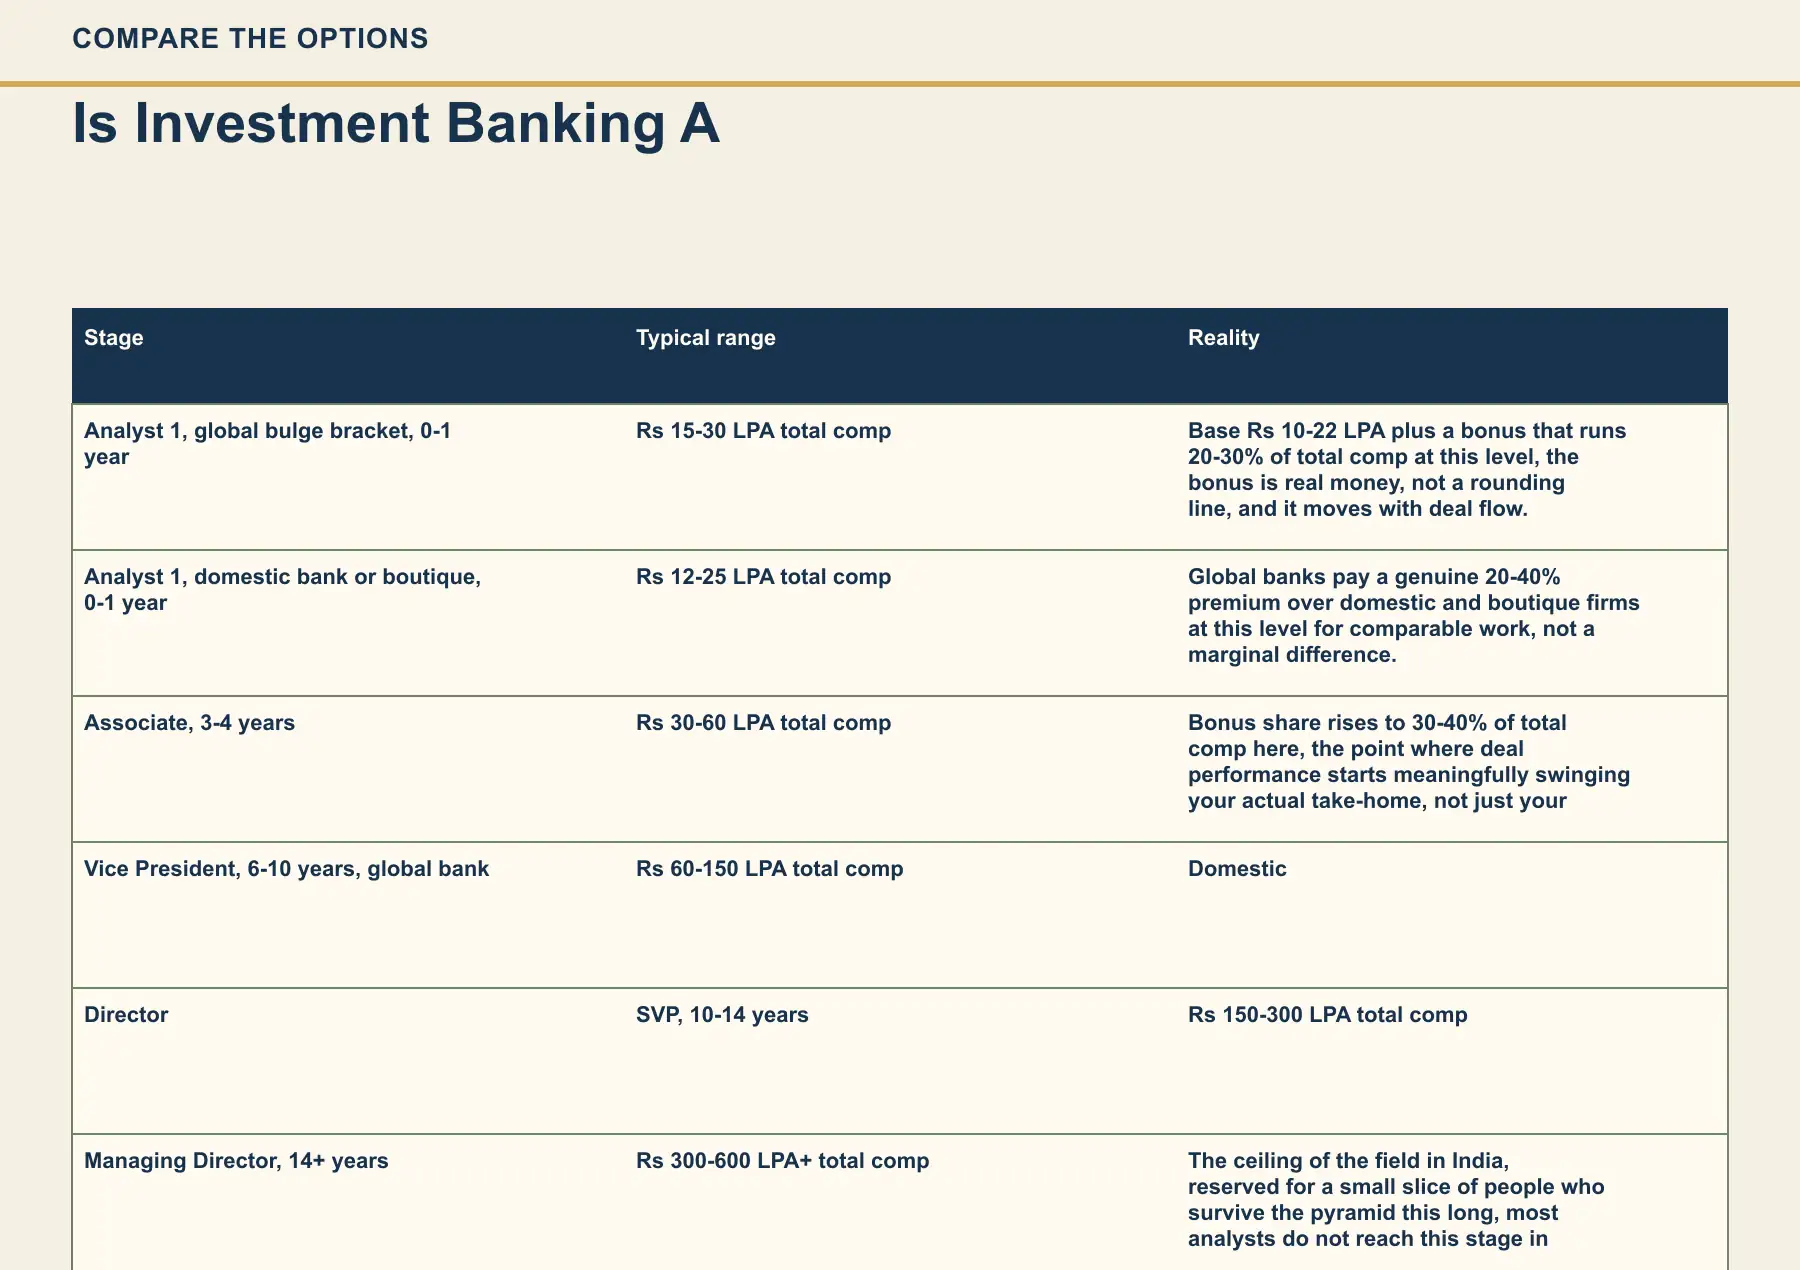 COMPARE THE OPTIONS
Is Investment Banking A
Stage
Typical range
Reality
Analyst 1, global bulge bracket, 0-1
year
Rs 15-30 LPA total comp
Base Rs 10-22 LPA plus a bonus that runs
20-30% of total comp at this level, the
bonus is real money, not a rounding
line, and it moves with deal flow.
Analyst 1, domestic bank or boutique,
0-1 year
Rs 12-25 LPA total comp
Global banks pay a genuine 20-40%
premium over domestic and boutique firms
at this level for comparable work, not a
marginal difference.
Associate, 3-4 years
Rs 30-60 LPA total comp
Bonus share rises to 30-40% of total
comp here, the point where deal
performance starts meaningfully swinging
your actual take-home, not just your
Vice President, 6-10 years, global bank
Rs 60-150 LPA total comp
Domestic
Director
SVP, 10-14 years
Rs 150-300 LPA total comp
Managing Director, 14+ years
Rs 300-600 LPA+ total comp
The ceiling of the field in India,
reserved for a small slice of people who
survive the pyramid this long, most
analysts do not reach this stage in